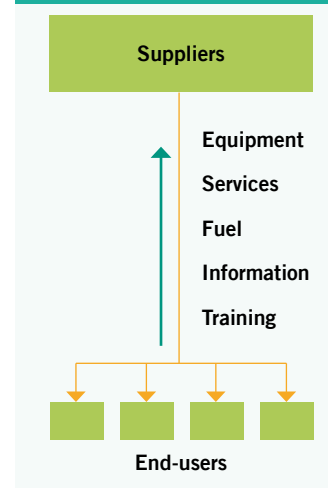 Suppliers
Equipment
Services
Fuel
Information
Training
End-users